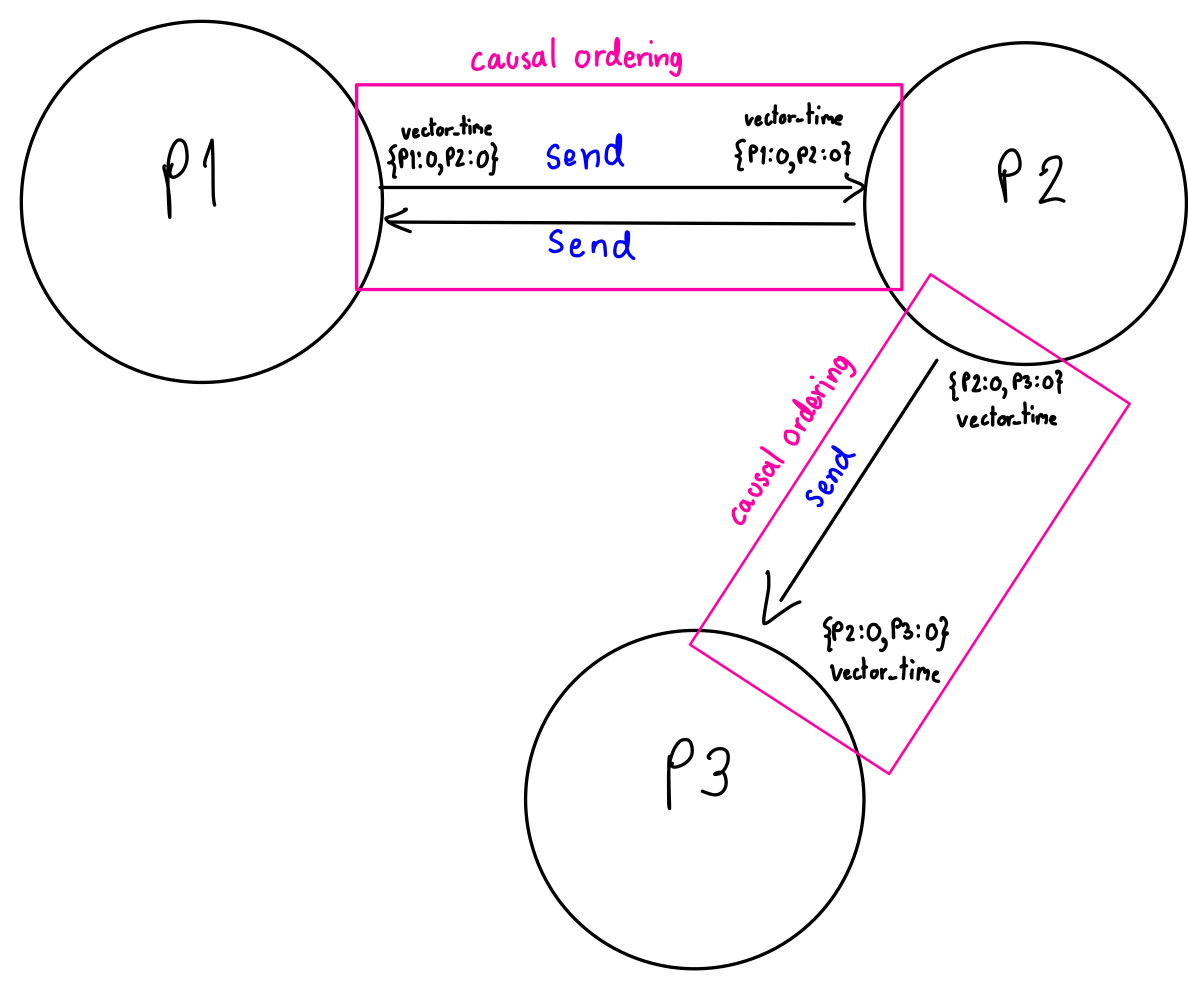 causal ordering
vector_time
{P1:0,P2:0}
send
vector_time
{P1:0,P2:0}
P1
P2
Send
{P2:0,P3:0}
vector_time
causal ordering
send
{P2:0,P3:0}
vector_time
P3